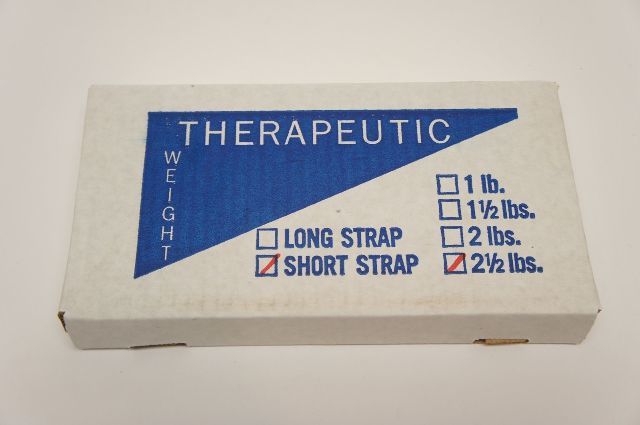 THERAPEUTIC
WEIGHT
LONG STRAP
SHORT STRAP
1 lb.
1½ lbs.
2 lbs.
2½ lbs.